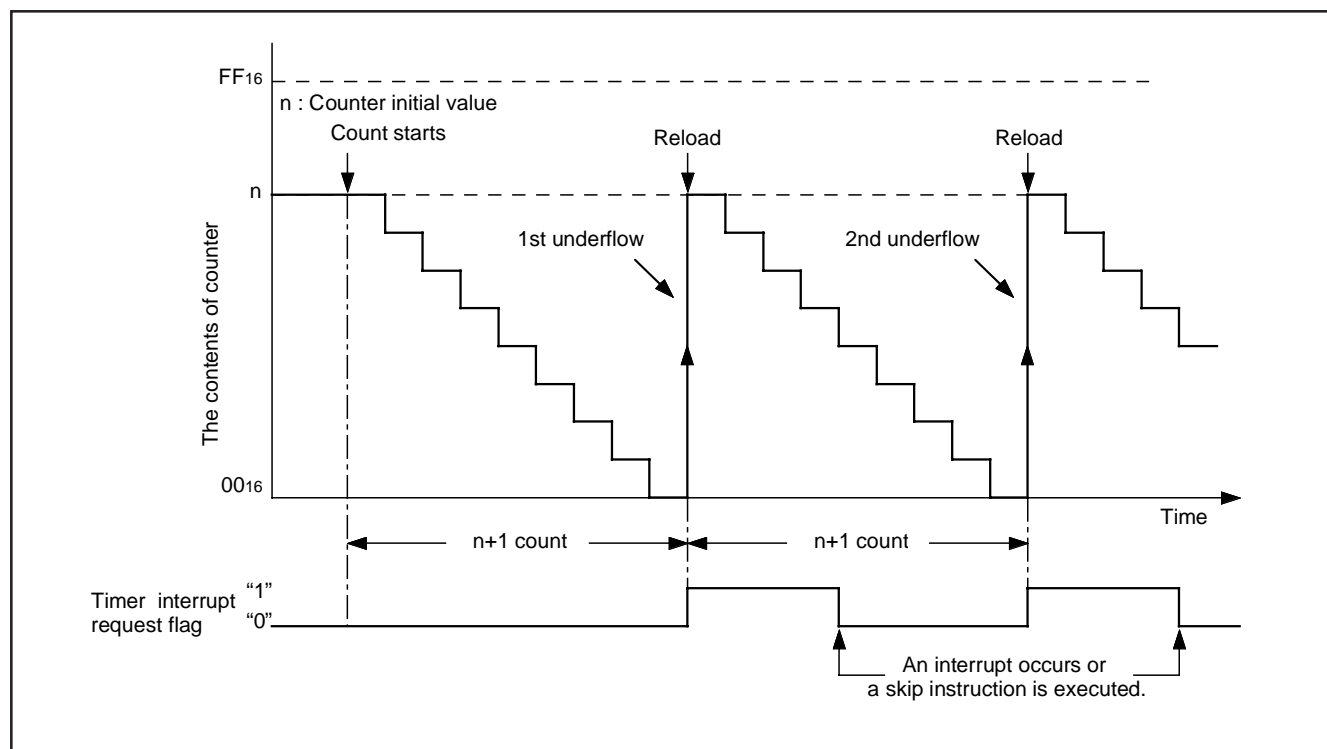 FF16
n : Counter initial value
Count starts
Reload
Reload
n
1st underflow
2nd underflow
The contents of counter
0016
Time
n+1 count
n+1 count
Timer interrupt
request flag
“1”
“0”
An interrupt occurs or
a skip instruction is executed.